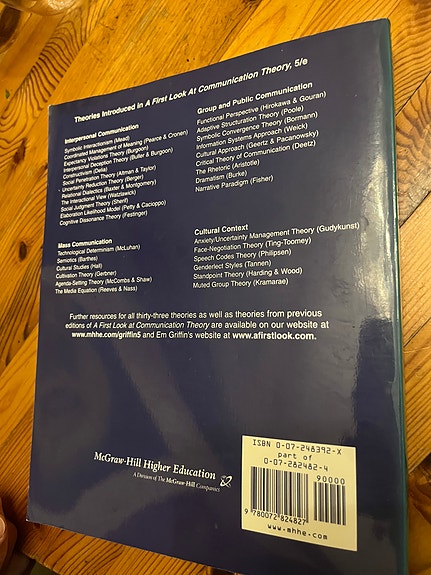 Theories Introduced in A First Look At Communication Theory, 5/e
Interpersonal Communication
Symbolic Interactionism (Mead)
Coordinated Management of Meaning (Pearce & Cronen)
Expectancy Violations Theory (Burgoon)
Interpersonal Deception Theory (Buller & Burgoon)
Constructivism (Delia)
Social Penetration Theory (Altman & Taylor)
Uncertainty Reduction Theory (Berger)
Relational Dialectics (Baxter & Montgomery)
The Interactional View (Watzlawick)
Social Judgment Theory (Sherif)
Elaboration Likelihood Model (Petty & Cacioppo)
Cognitive Dissonance Theory (Festinger)
Group and Public Communication
Functional Perspective (Hirokawa & Gouran)
Adaptive Structuration Theory (Poole)
Symbolic Convergence Theory (Bormann)
Information Systems Approach (Weick)
Cultural Approach (Geertz & Pacanowsky)
Critical Theory of Communication (Deetz)
The Rhetoric (Aristotle)
Dramatism (Burke)
Narrative Paradigm (Fisher)
Mass Communication
Technological Determinism (McLuhan)
Semiotics (Barthes)
Cultural Studies (Hall)
Cultivation Theory (Gerbner)
Agenda-Setting Theory (McCombs & Shaw)
The Media Equation (Reeves & Nass)
Cultural Context
Anxiety/Uncertainty Management Theory (Gudykunst)
Face-Negotiation Theory (Ting-Toomey)
Speech Codes Theory (Philipsen)
Genderlect Styles (Tannen)
Standpoint Theory (Harding & Wood)
Muted Group Theory (Kramarae)
Further resources for all thirty-three theories as well as theories from previous
editions of A First Look at Communication Theory are available on our website at
www.mhhe.com/griffin5 and Em Griffin's website at www.afirstlook.com.
McGraw-Hill Higher Education
A Division of The McGraw-Hill Companies
ISBN 0-07-248392-X
part of
0-07-282482-4
90000
9 780072 824827
www.mhhe.com